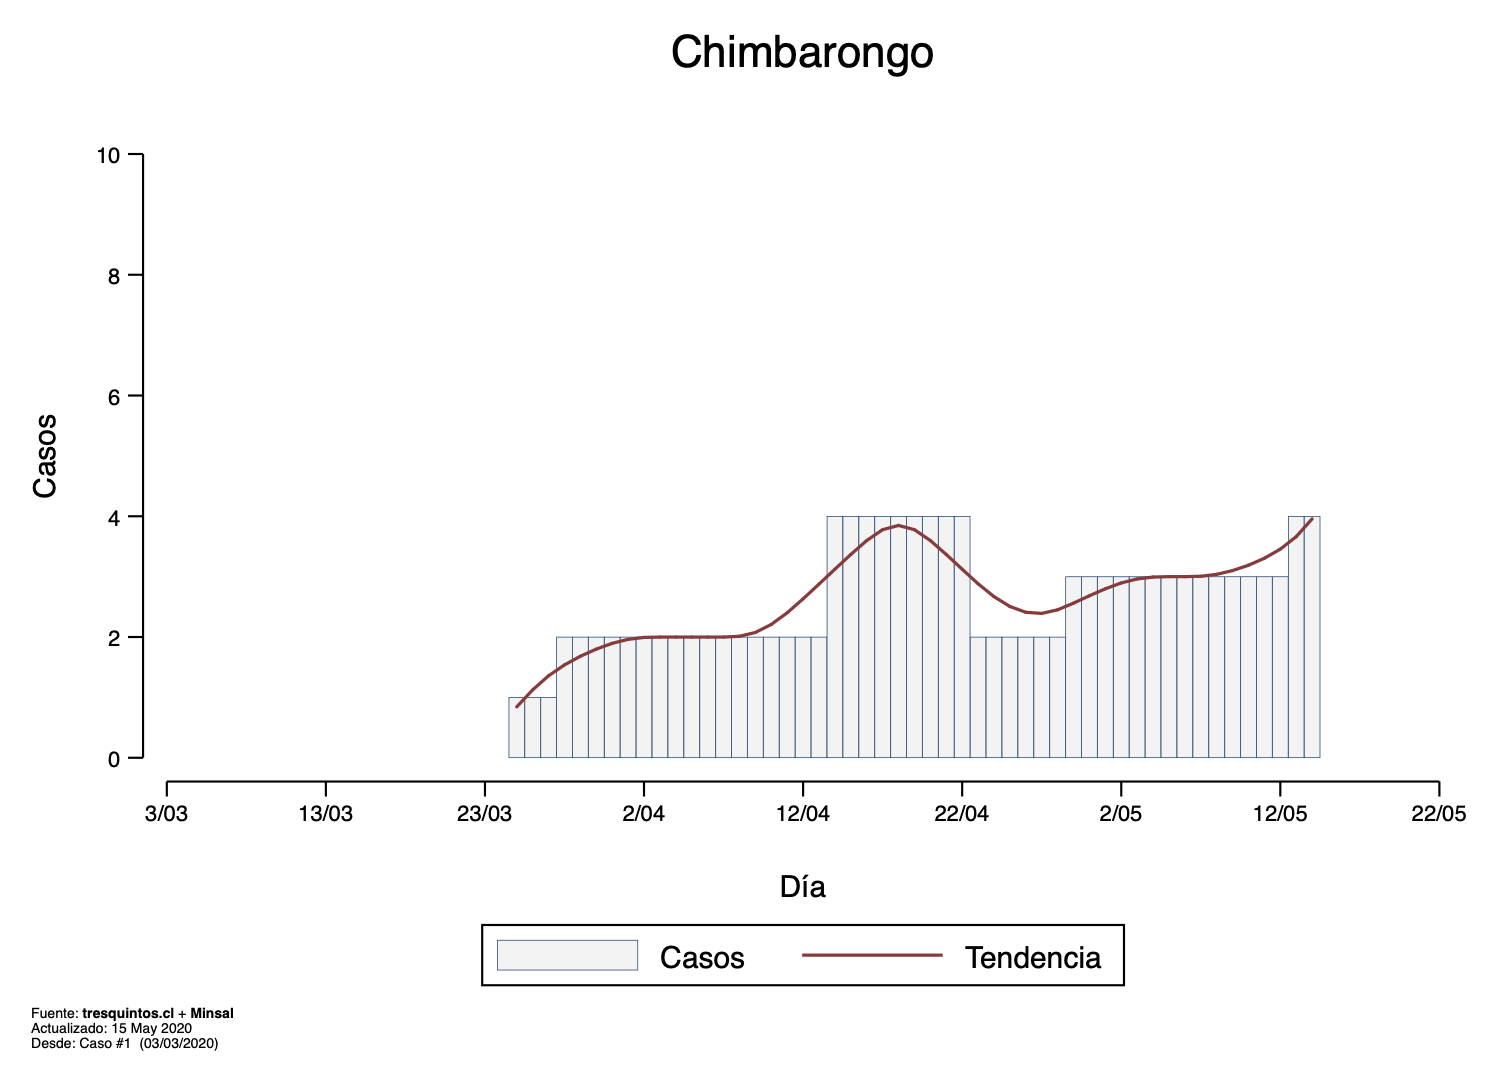 Chimbarongo
10
8
6
4
2
0
Casos
3/03 13/03 23/03 2/04 12/04 22/04 2/05 12/05 22/05
Día
Casos Tendencia
Fuente: tresquintos.cl + Minsal
Actualizado: 15 May 2020
Desde: Caso #1 (03/03/2020)